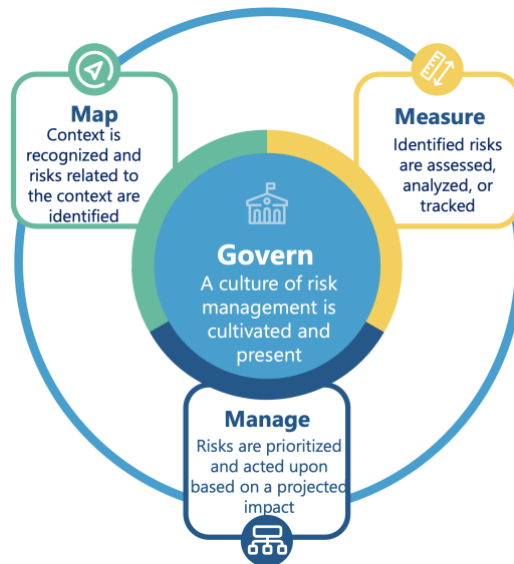 Map
Context is
recognized and
risks related to
the context are
identified
Measure
Identified risks
are assessed,
analyzed, or
tracked
Govern
A culture of risk
management is
cultivated and
present
Manage
Risks are prioritized
and acted upon
based on a projected
impact